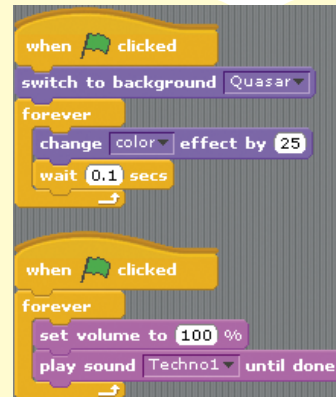 when clicked
switch to background Quasar
forever
change color effect by 25
wait 0.1 secs
when clicked
forever
set volume to 100 %
play sound Techno1 until done